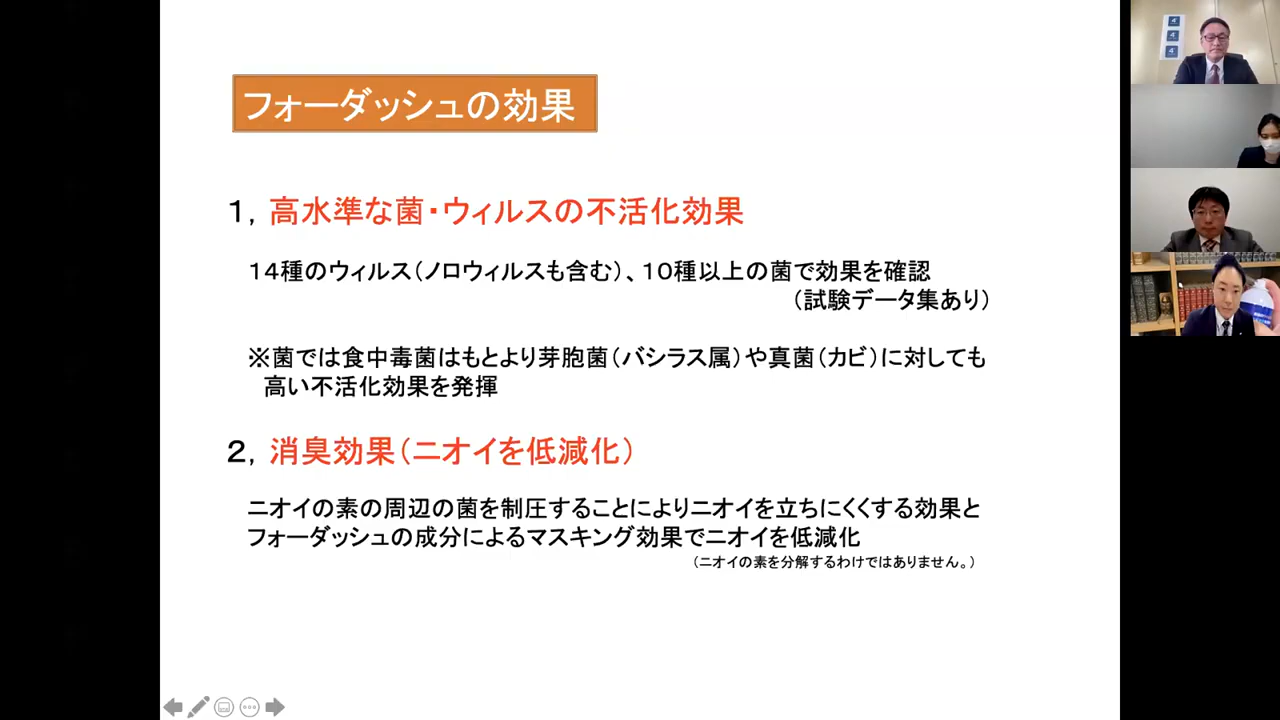 フォーダッシュの効果
１，高水準な菌・ウィルスの不活化効果
１４種のウィルス（ノロウィルスも含む）、１０種以上の菌で効果を確認
（試験データ集あり）
※菌では食中毒菌はもとより芽胞菌（バシラス属）や真菌（カビ）に対しても
高い不活化効果を発揮
２，消臭効果（ニオイを低減化）
ニオイの素の周辺の菌を制圧することによりニオイを立ちにくくする効果と
フォーダッシュの成分によるマスキング効果でニオイを低減化
（ニオイの素を分解するわけではありません。）